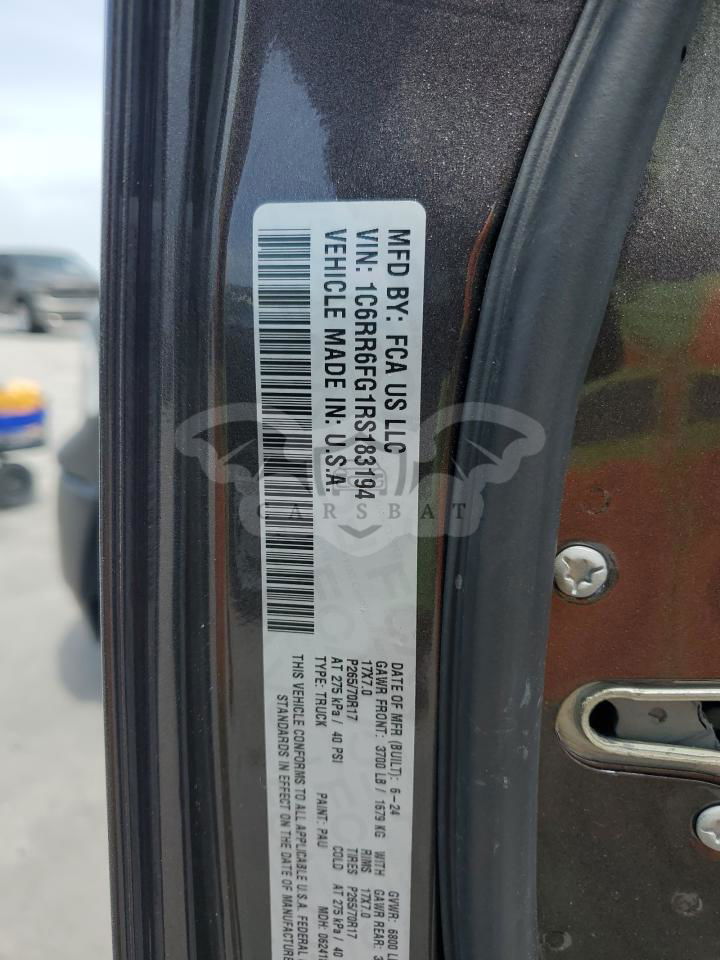 MFD BY: FCA US LLC
VIN: 1C6RR6FG1RS183194
VEHICLE MADE IN: U.S.A.
CARSBAT
DATE OF MFR (BUILT): 6-24 GVWR: 6800
GAWR FRONT: 3700 LB / 1679 KG WITH GAWR REAR:
17X7.0 RIMS 17X7.0
P265/70R17 TIRES P265/70R17
AT 275 kPa / 40 PSI COLD AT 275 kPa / 40
TYPE: TRUCK PAINT: PAU MDH:
THIS VEHICLE CONFORMS TO ALL APPLICABLE U.S.A. FEDERAL
STANDARDS IN EFFECT ON THE DATE OF MANUFACTURE